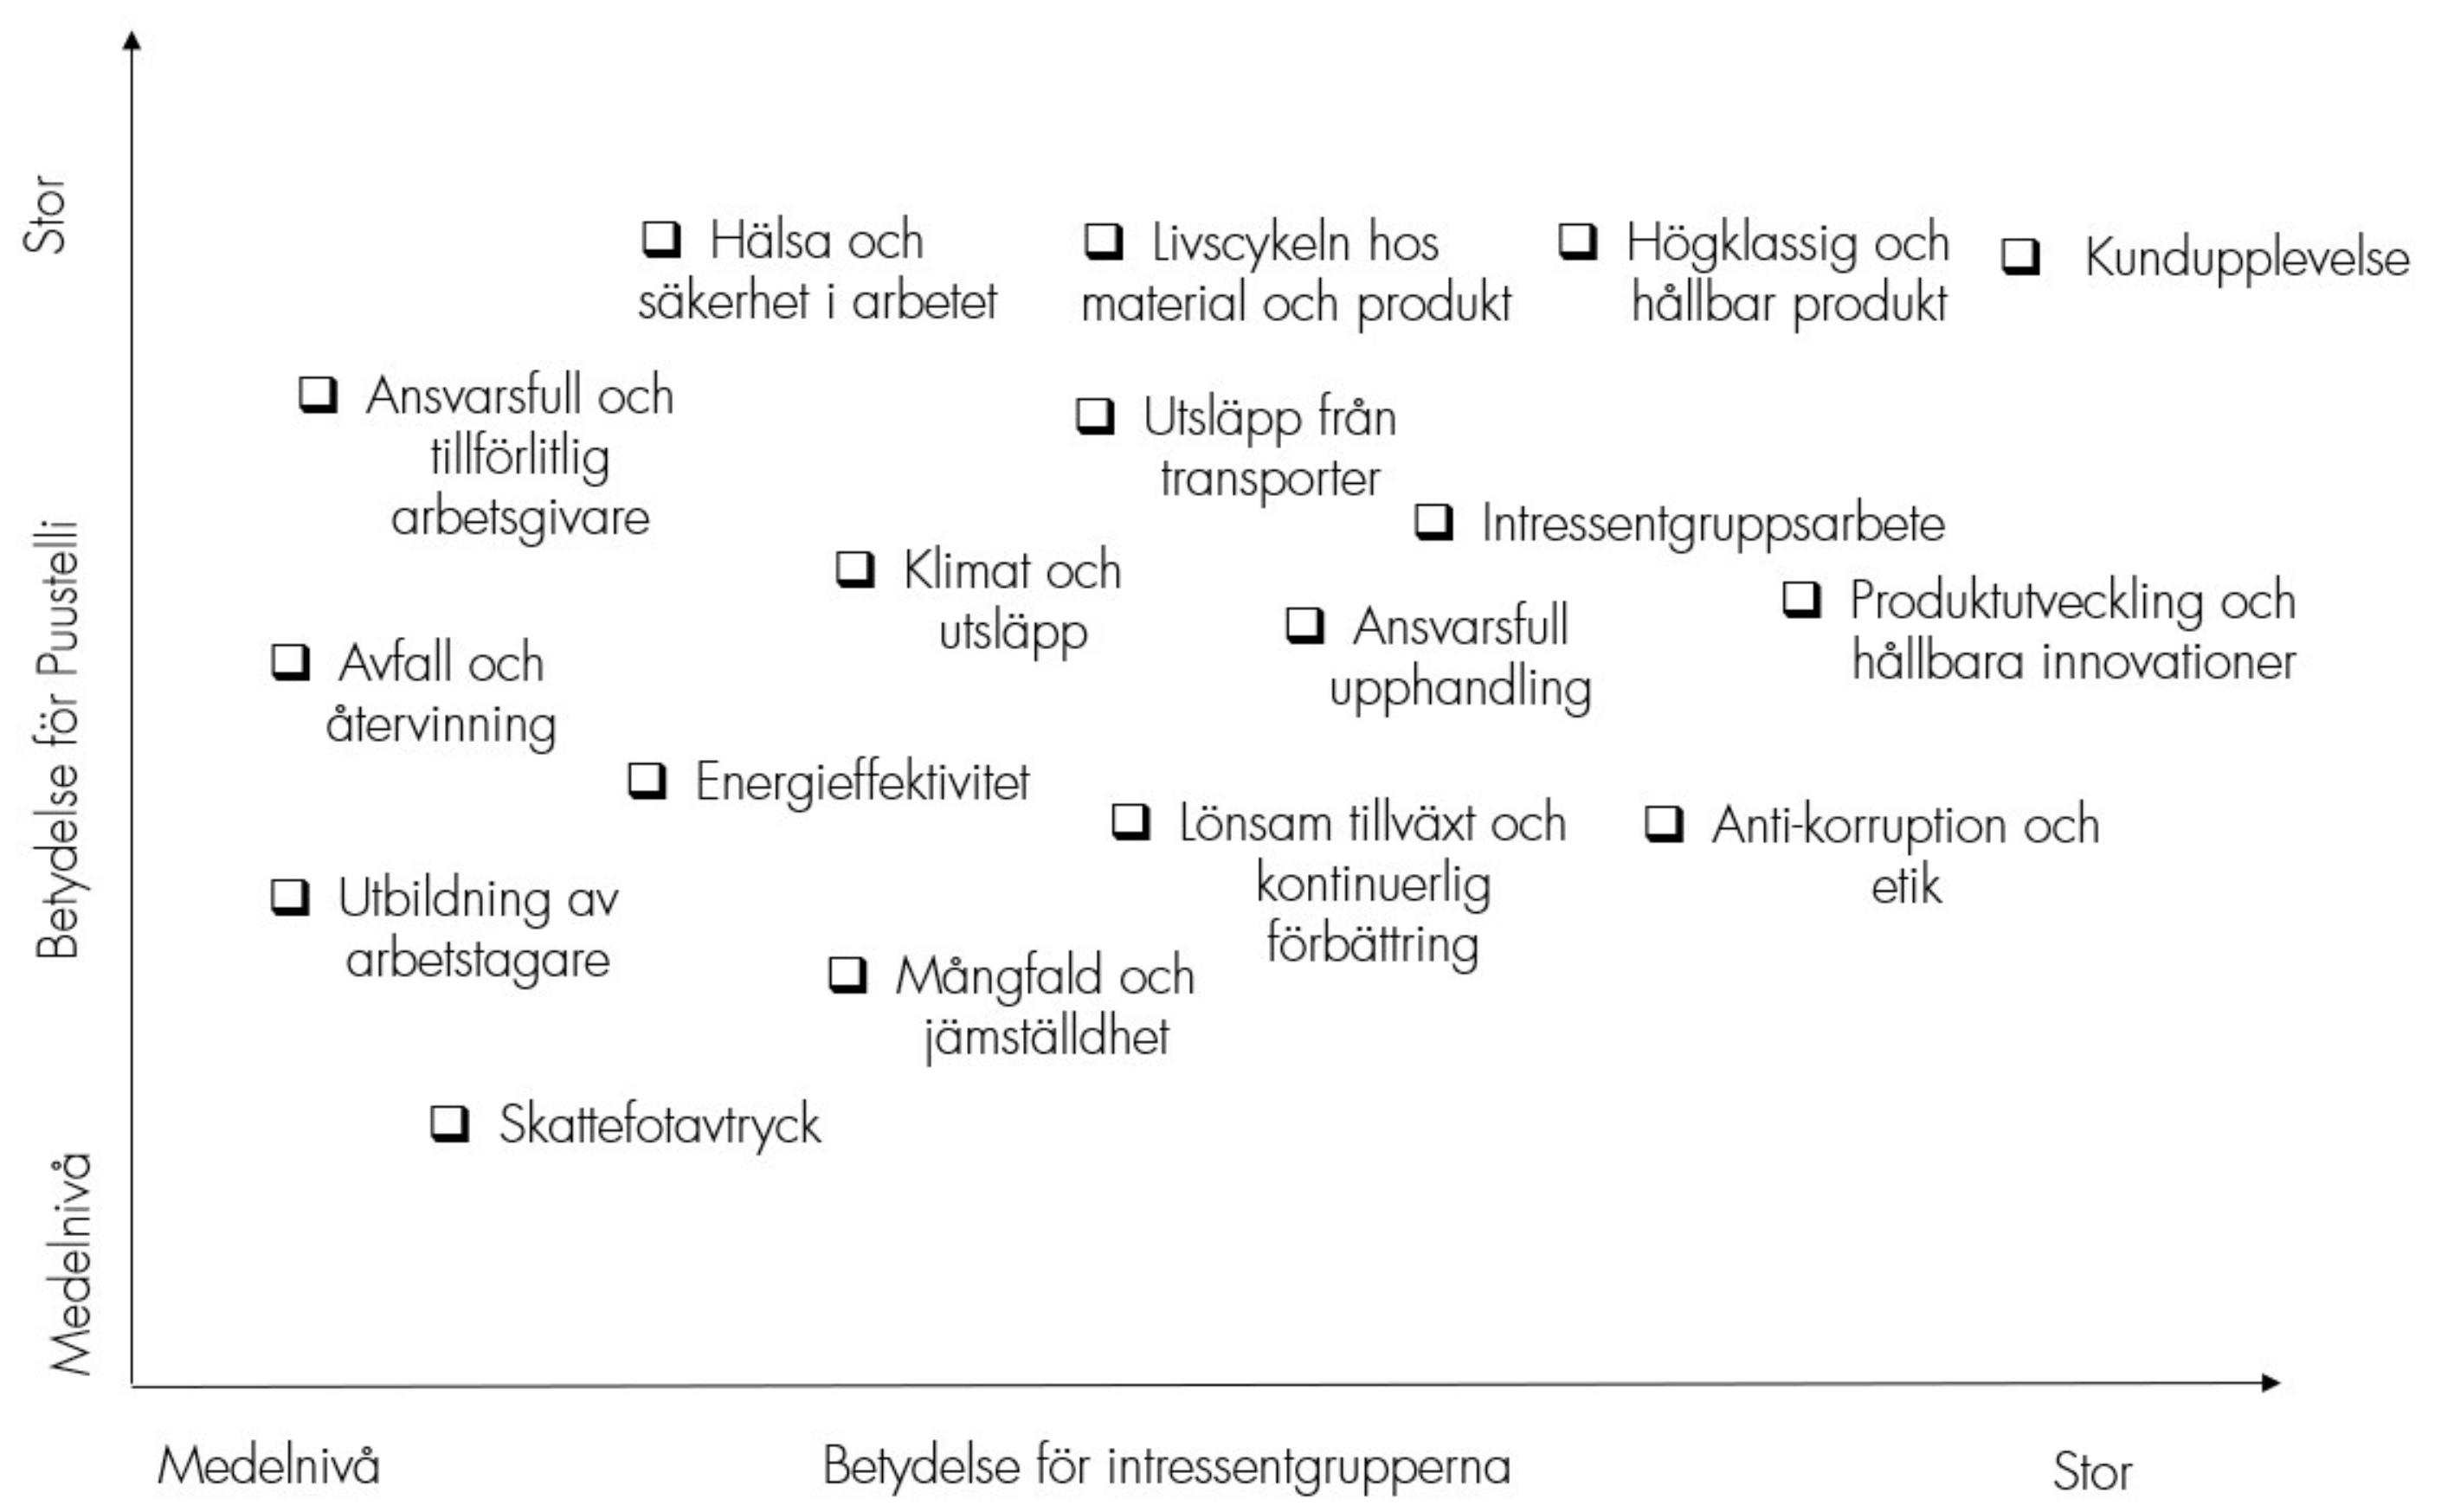 Stor
Betydelse för Puustelli
Medelnivå
Hälsa och
säkerhet i arbetet
Livscykeln hos
material och produkt
Högklassig och
hållbar produkt
Kundupplevelse
Ansvarsfull och
tillförlitlig
arbetsgivare
Utsläpp från
transporter
Intressentgruppsarbete
Klimat och
utsläpp
Produktutveckling och
hållbara innovationer
Ansvarsfull
upphandling
Avfall och
återvinning
Energieffektivitet
Lönsam tillväxt och
kontinuerlig
förbättring
Anti-korruption och
etik
Utbildning av
arbetstagare
Mångfald och
jämställdhet
Skattefotavtryck
Medelnivå
Betydelse för intressentgrupperna
Stor